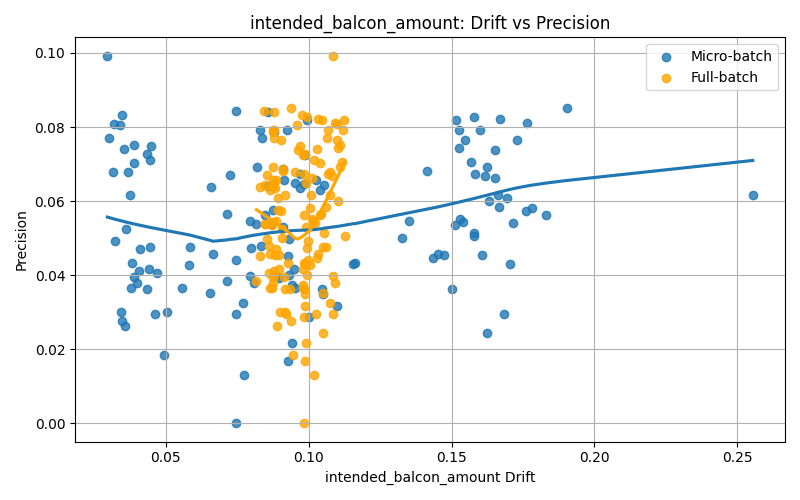 intended_balcon_amount: Drift vs Precision
Micro-batch
Full-batch
Precision
0.10
0.08
0.06
0.04
0.02
0.00
0.05
0.10
0.15
0.20
0.25
intended_balcon_amount Drift